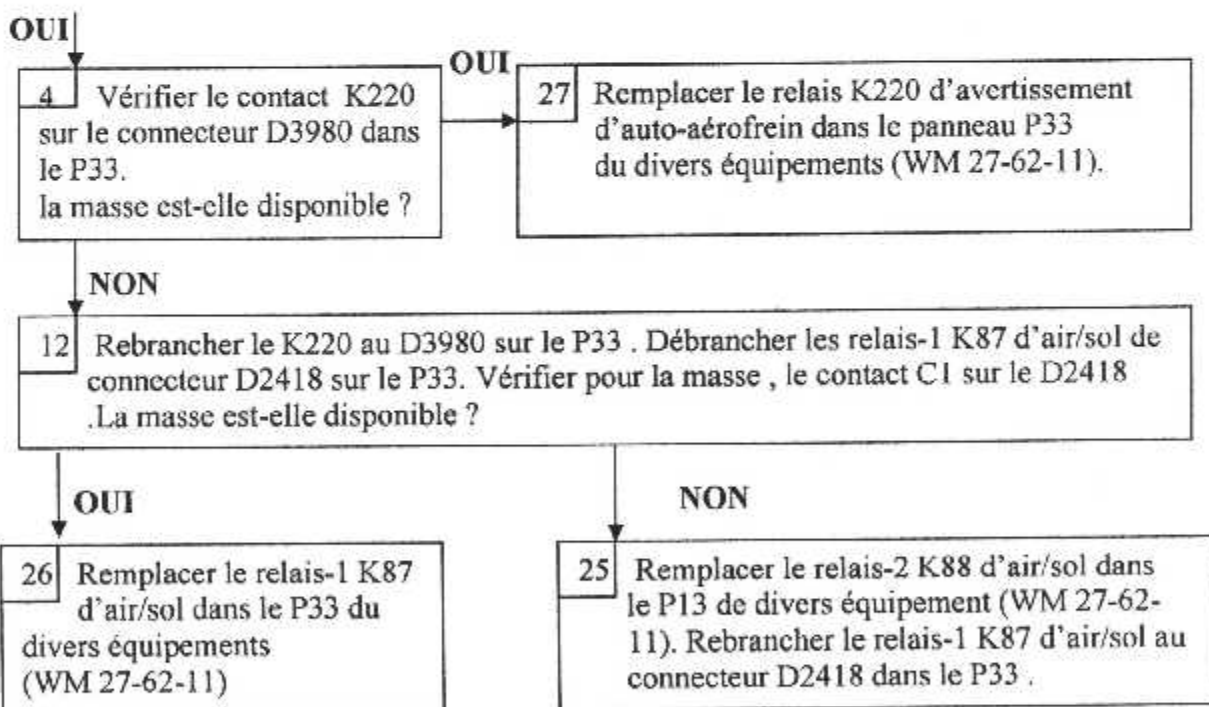 OUI
4 Vérifier le contact K220
sur le connecteur D3980 dans
le P33.
la masse est-elle disponible ?
OUI
27 Remplacer le relais K220 d'avertissement
d'auto-aérofrein dans le panneau P33
du divers équipements (WM 27-62-11).
NON
12 Rebrancher le K220 au D3980 sur le P33 . Débrancher les relais-1 K87 d'air/sol de
connecteur D2418 sur le P33. Vérifier pour la masse , le contact C1 sur le D2418
.La masse est-elle disponible ?
OUI
NON
26 Remplacer le relais-1 K87
d'air/sol dans le P33 du
divers équipements
(WM 27-62-11)
25 Remplacer le relais-2 K88 d'air/sol dans
le P13 de divers équipement (WM 27-62-
11). Rebrancher le relais-1 K87 d'air/sol au
connecteur D2418 dans le P33 .